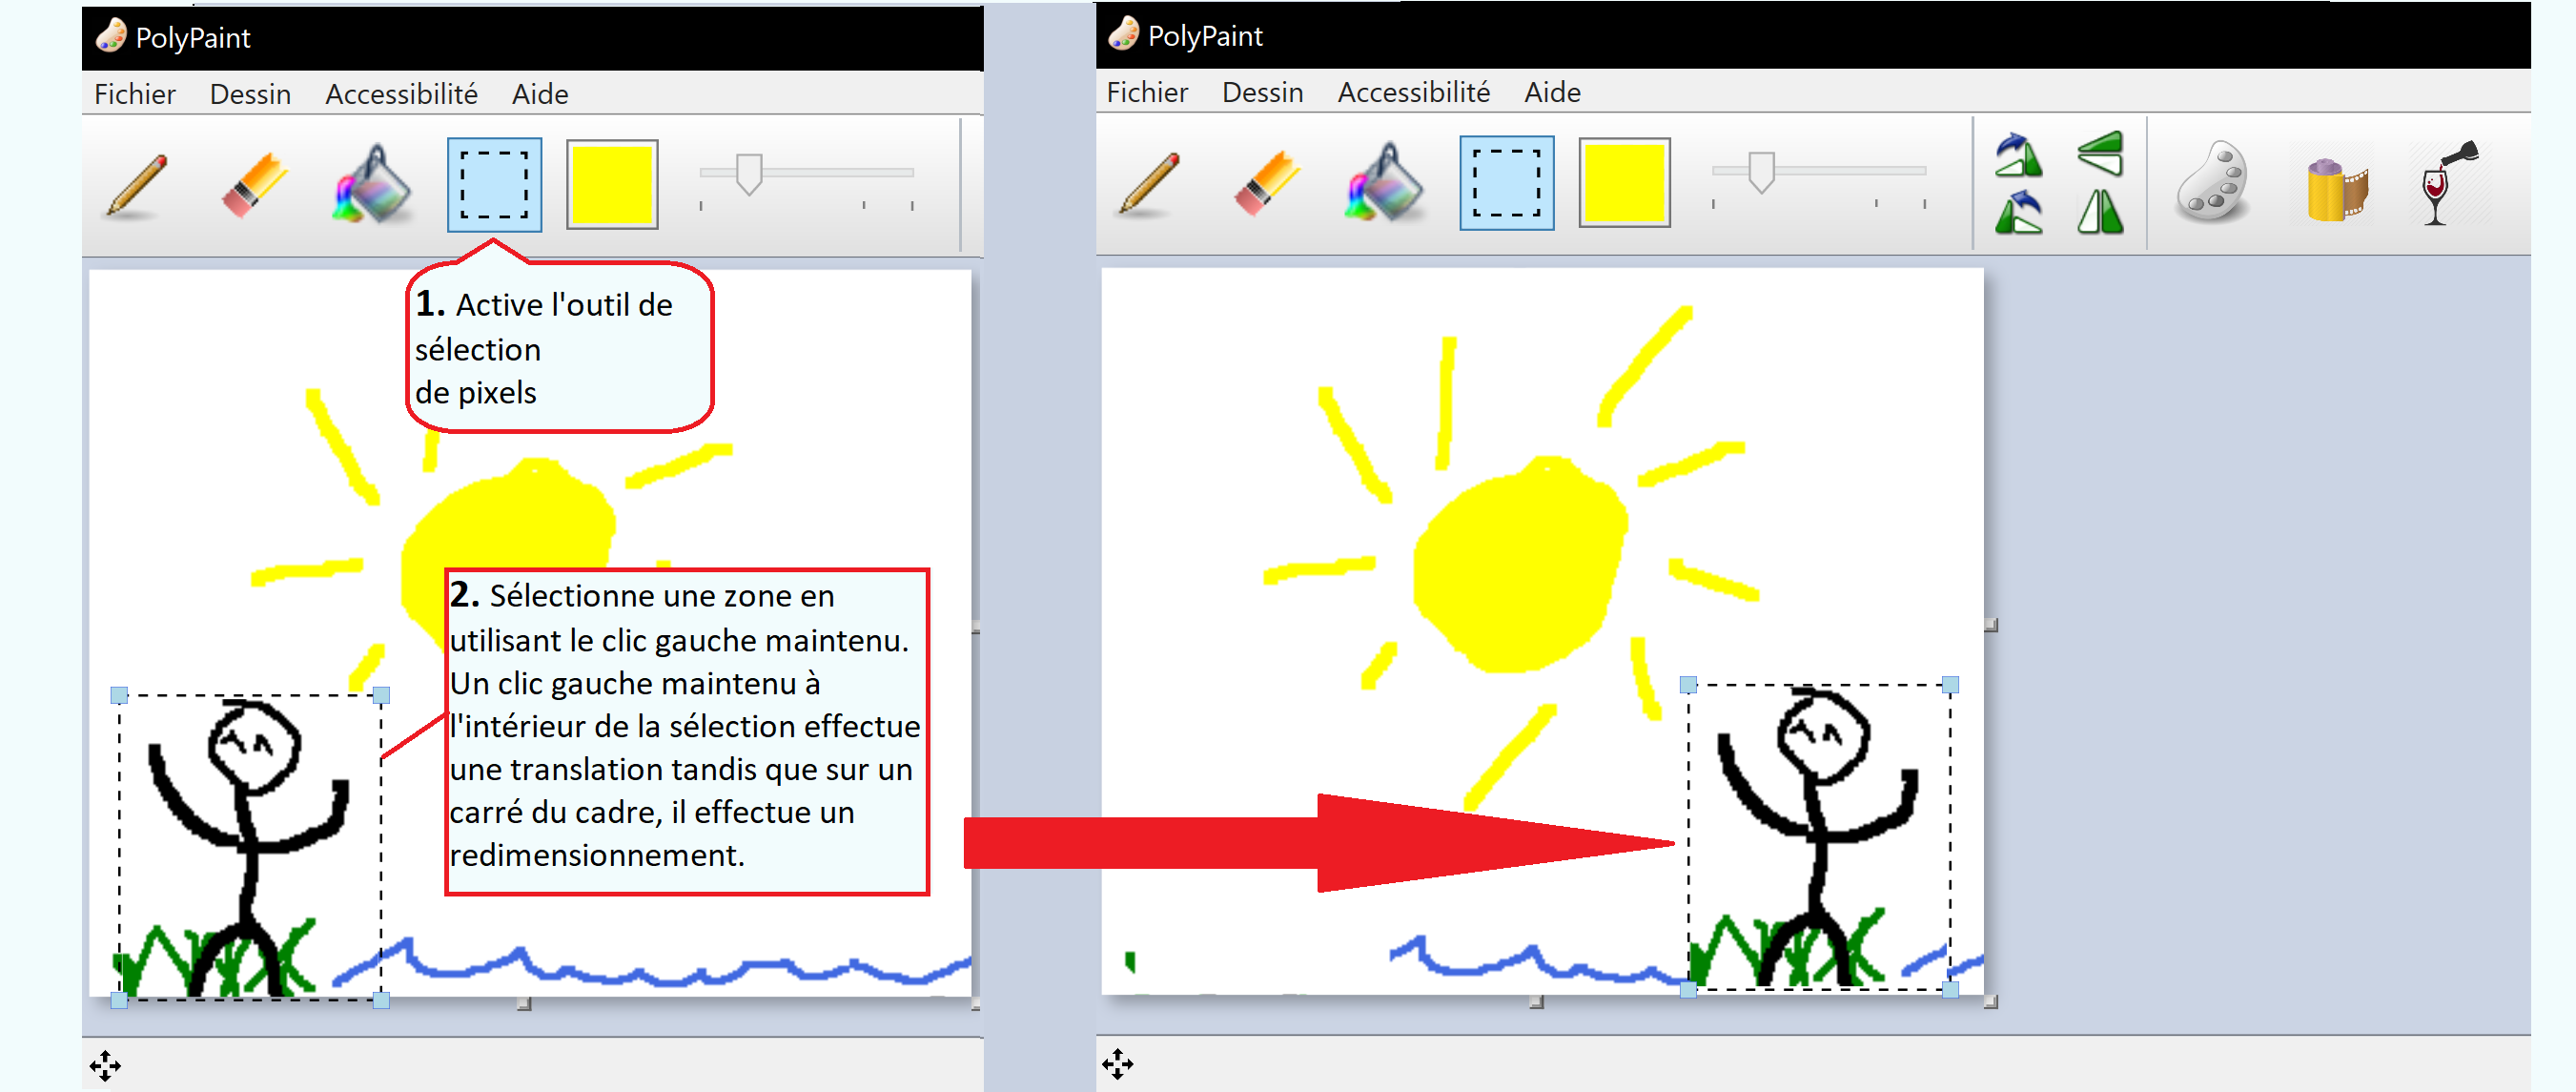 PolyPaint
Fichier Dessin Accessibilité Aide
1. Active l'outil de
sélection
de pixels
2. Sélectionne une zone en
utilisant le clic gauche maintenu.
Un clic gauche maintenu à
l'intérieur de la sélection effectue
une translation tandis que sur un
carré du cadre, il effectue un
redimensionnement.
PolyPaint
Fichier Dessin Accessibilité Aide